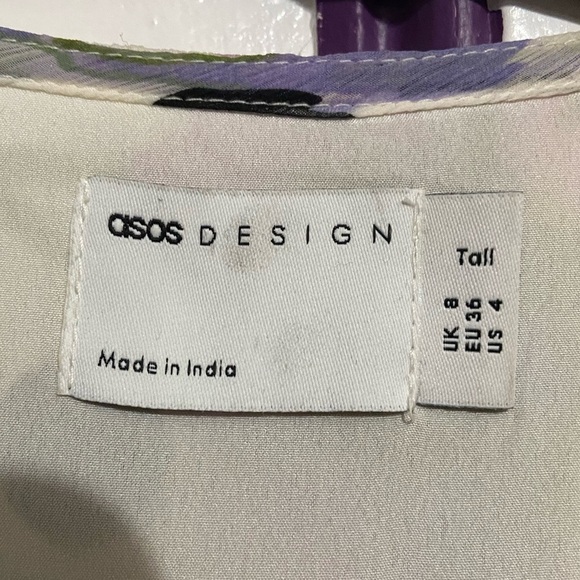 asos DESIGN
Made in India
Tall
UK 8
EU 36
US 4